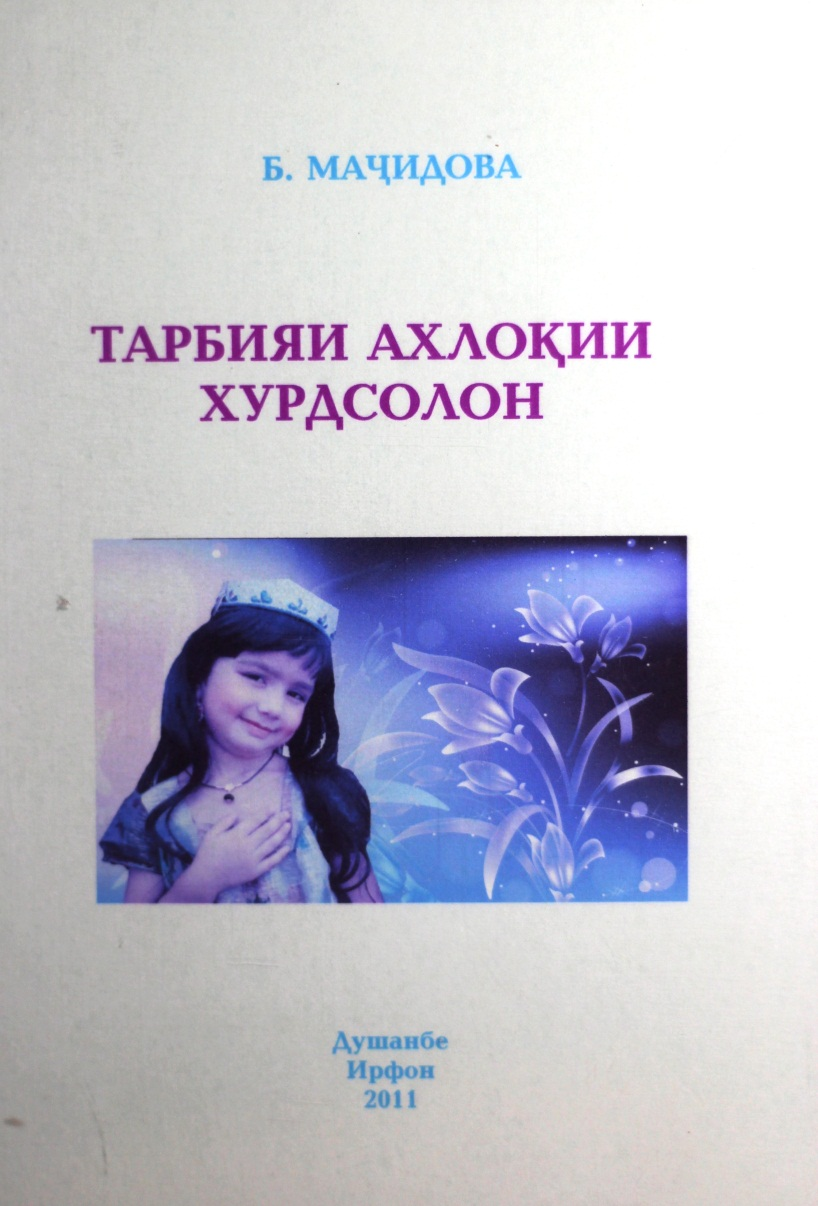 Б. МАҶИДОВА
ТАРБИЯИ АХЛОҚИИ
ХУРДСОЛОН
Душанбе
Ирфон
2011